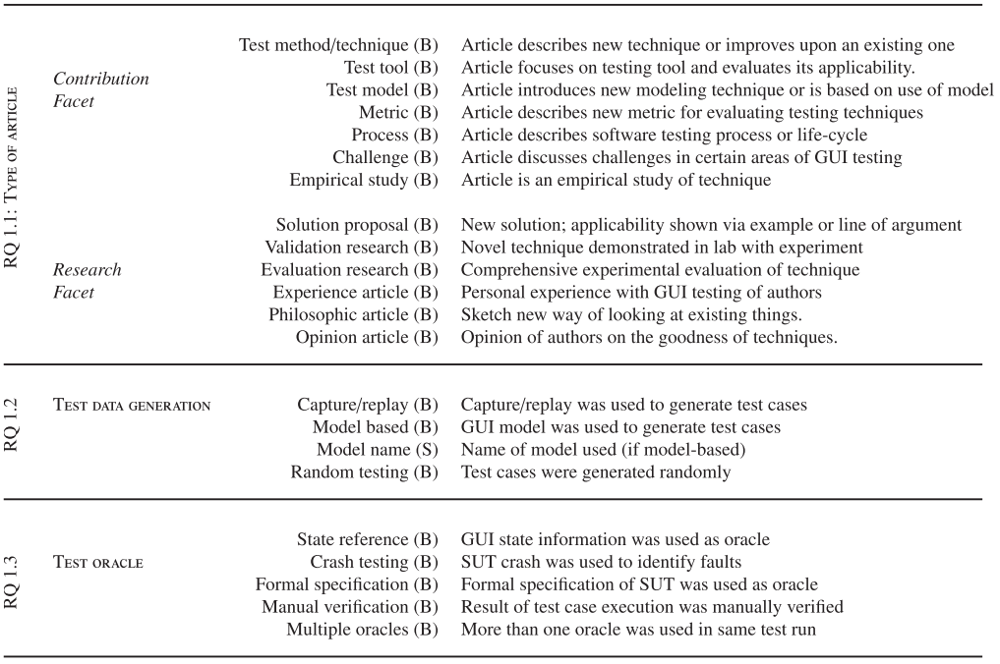 RQ 1.1: Type of article
Contribution
Facet
Test method/technique (B) Article describes new technique or improves upon an existing one
Test tool (B) Article focuses on testing tool and evaluates its applicability.
Test model (B) Article introduces new modeling technique or is based on use of model
Metric (B) Article describes new metric for evaluating testing techniques
Process (B) Article describes software testing process or life-cycle
Challenge (B) Article discusses challenges in certain areas of GUI testing
Empirical study (B) Article is an empirical study of technique
Research
Facet
Solution proposal (B) New solution; applicability shown via example or line of argument
Validation research (B) Novel technique demonstrated in lab with experiment
Evaluation research (B) Comprehensive experimental evaluation of technique
Experience article (B) Personal experience with GUI testing of authors
Philosophic article (B) Sketch new way of looking at existing things.
Opinion article (B) Opinion of authors on the goodness of techniques.
RQ 1.2
Test data generation
Capture/replay (B) Capture/replay was used to generate test cases
Model based (B) GUI model was used to generate test cases
Model name (S) Name of model used (if model-based)
Random testing (B) Test cases were generated randomly
RQ 1.3
Test oracle
State reference (B) GUI state information was used as oracle
Crash testing (B) SUT crash was used to identify faults
Formal specification (B) Formal specification of SUT was used as oracle
Manual verification (B) Result of test case execution was manually verified
Multiple oracles (B) More than one oracle was used in same test run